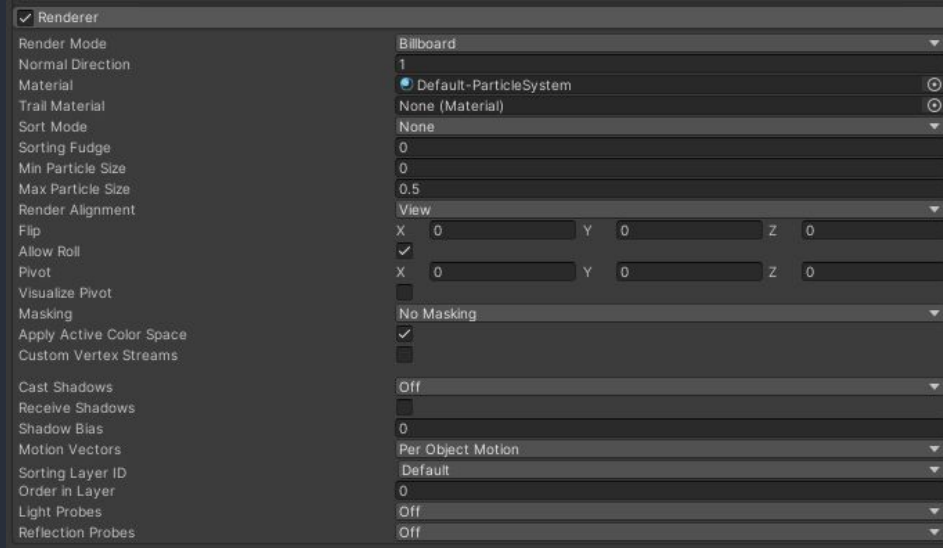 Renderer
Render Mode Billboard
Normal Direction 1
Material Default-ParticleSystem
Trail Material None (Material)
Sort Mode None
Sorting Fudge 0
Min Particle Size 0
Max Particle Size 0.5
Render Alignment View
Flip X 0 Y 0 Z 0
Allow Roll
Pivot X 0 Y 0 Z 0
Visualize Pivot
Masking No Masking
Apply Active Color Space
Custom Vertex Streams
Cast Shadows Off
Receive Shadows
Shadow Bias 0
Motion Vectors Per Object Motion
Sorting Layer ID Default
Order in Layer 0
Light Probes Off
Reflection Probes Off